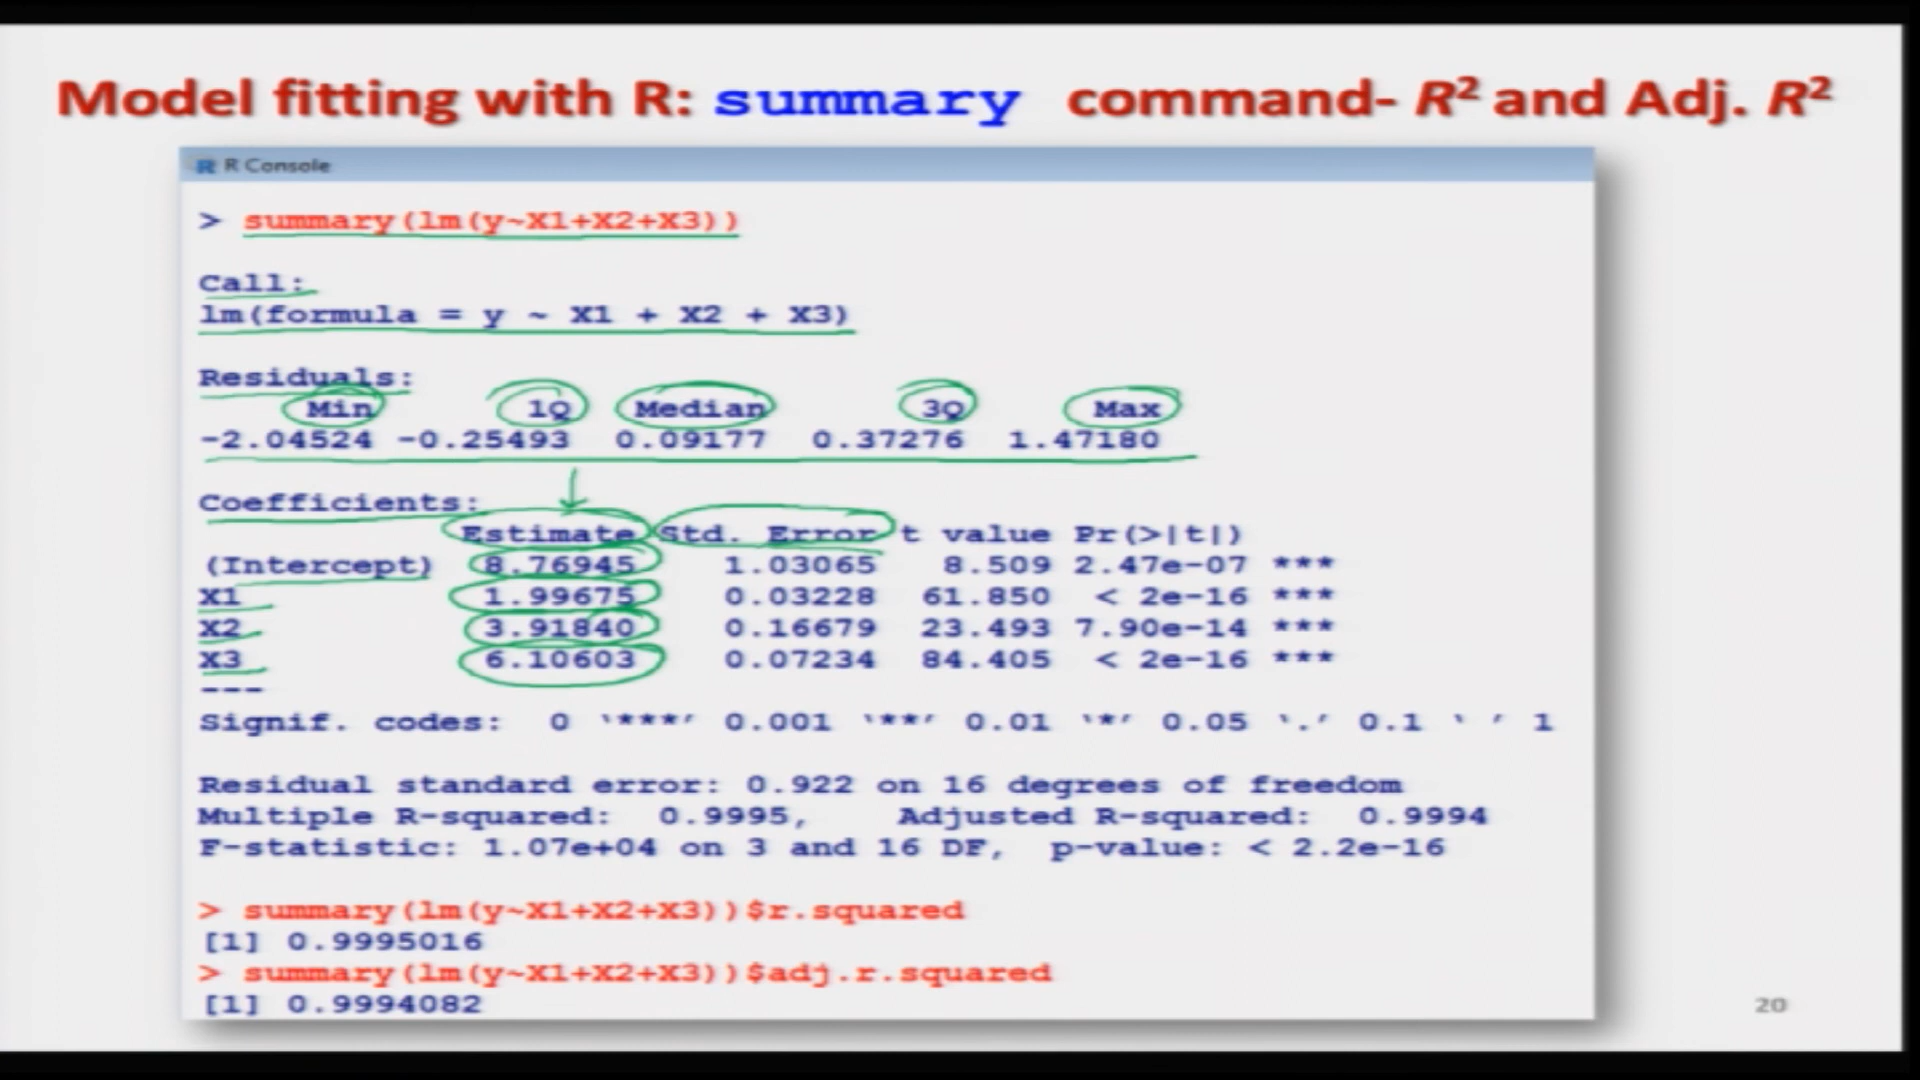 Model fitting with R: summary command- R² and Adj. R²
R R Console
> summary(lm(y~X1+X2+X3))
Call:
lm(formula = y ~ X1 + X2 + X3)
Residuals:
Min 1Q Median 3Q Max
-2.04524 -0.25493 0.09177 0.37276 1.47180
Coefficients:
Estimate Std. Error t value Pr(>|t|)
(Intercept) 8.76945 1.03065 8.509 2.47e-07 ***
X1 1.99675 0.03228 61.850 < 2e-16 ***
X2 3.91840 0.16679 23.493 7.90e-14 ***
X3 6.10603 0.07234 84.405 < 2e-16 ***
---
Signif. codes: 0 ‘***’ 0.001 ‘**’ 0.01 ‘*’ 0.05 ‘.’ 0.1 ‘ ’ 1
Residual standard error: 0.922 on 16 degrees of freedom
Multiple R-squared: 0.9995, Adjusted R-squared: 0.9994
F-statistic: 1.07e+04 on 3 and 16 DF, p-value: < 2.2e-16
> summary(lm(y~X1+X2+X3))$r.squared
[1] 0.9995016
> summary(lm(y~X1+X2+X3))$adj.r.squared
[1] 0.9994082
20